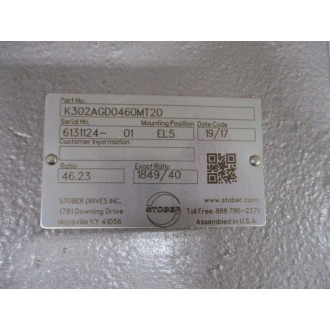 Part No.
K302AGD0460MT20
Serial No. Mounting Position Date Code
6131124- 01 EL5 19/17
Customer Information
Ratio Exact Ratio
46.23 1849/40
STOBER DRIVES INC. www.stober.com
1781 Downing Drive STOBER Toll Free: 888.786-2371
Maysville KY 41056 Assembled in U.S.A.